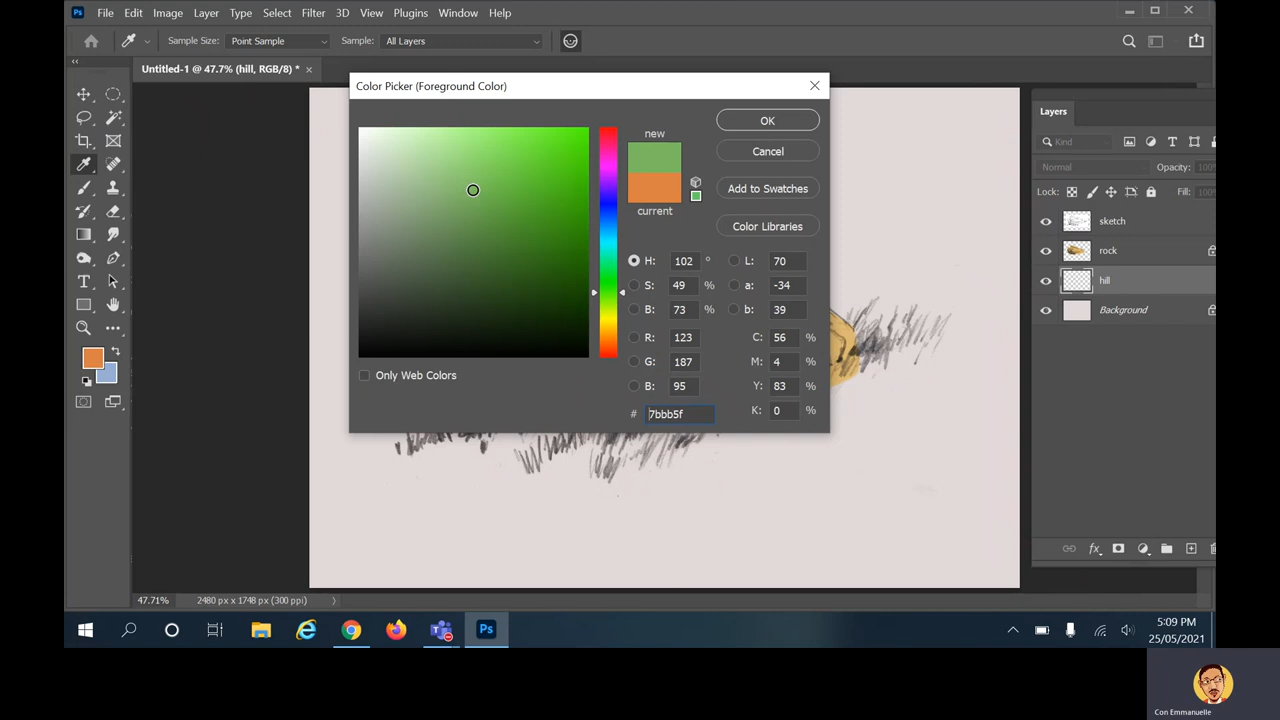 Ps File Edit Image Layer Type Select Filter 3D View Plugins Window Help
Sample Size: Point Sample Sample: All Layers
Untitled-1 @ 47.7% (hill, RGB/8) *
Color Picker (Foreground Color)
new
current
OK
Cancel
Add to Swatches
Color Libraries
H: 102 °
S: 49 %
B: 73 %
R: 123
G: 187
B: 95
# 7bbb5f
L: 70
a: -34
b: 39
C: 56 %
M: 4 %
Y: 83 %
K: 0 %
Only Web Colors
Layers
Kind
Normal Opacity: 100
Lock: Fill: 100
sketch
rock
hill
Background
fx
47.71% 2480 px x 1748 px (300 ppi)
Ps
5:09 PM
25/05/2021
Con Emmanuelle